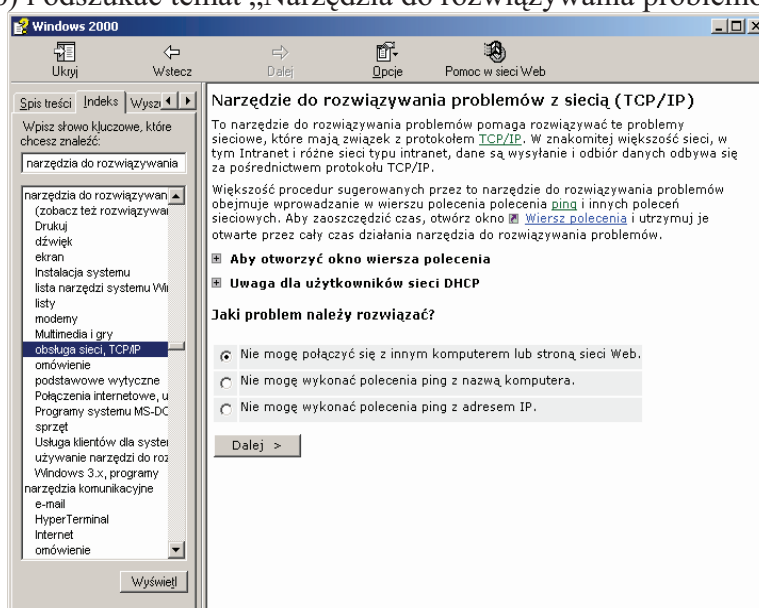 Podszukać temat „Narzędzia do rozwiązywania problemó
Windows 2000
Ukryj Wstecz Dalej Opcje Pomoc w sieci Web
Spis treści Indeks Wyszu
Wpisz słowo kluczowe, które
chcesz znaleźć:
narzędzia do rozwiązywania
narzędzia do rozwiązywan
(zobacz też rozwiązywan
Drukuj
dźwięk
ekran
Instalacja systemu
lista narzędzi systemu Win
listy
modemy
Multimedia i gry
obsługa sieci, TCP/IP
omówienie
podstawowe wytyczne
Połączenia internetowe, u
Programy systemu MS-DO
sprzęt
Usługa klientów dla syster
używanie narzędzi do roz
Windows 3.x, programy
narzędzia komunikacyjne
e-mail
HyperTerminal
Internet
omówienie
Wyświetl
Narzędzie do rozwiązywania problemów z siecią (TCP/IP)
To narzędzie do rozwiązywania problemów pomaga rozwiązywać te problemy
sieciowe, które mają związek z protokołem TCP/IP. W znakomitej większość sieci, w
tym Intranet i różne sieci typu intranet, dane są wysyłanie i odbiór danych odbywa się
za pośrednictwem protokołu TCP/IP.
Większość procedur sugerowanych przez to narzędzie do rozwiązywania problemów
obejmuje wprowadzanie w wierszu polecenia polecenia ping i innych poleceń
sieciowych. Aby zaoszczędzić czas, otwórz okno Wiersz polecenia i utrzymuj je
otwarte przez cały czas działania narzędzia do rozwiązywania problemów.
Aby otworzyć okno wiersza polecenia
Uwaga dla użytkowników sieci DHCP
Jaki problem należy rozwiązać?
Nie mogę połączyć się z innym komputerem lub stroną sieci Web.
Nie mogę wykonać polecenia ping z nazwą komputera.
Nie mogę wykonać polecenia ping z adresem IP.
Dalej >